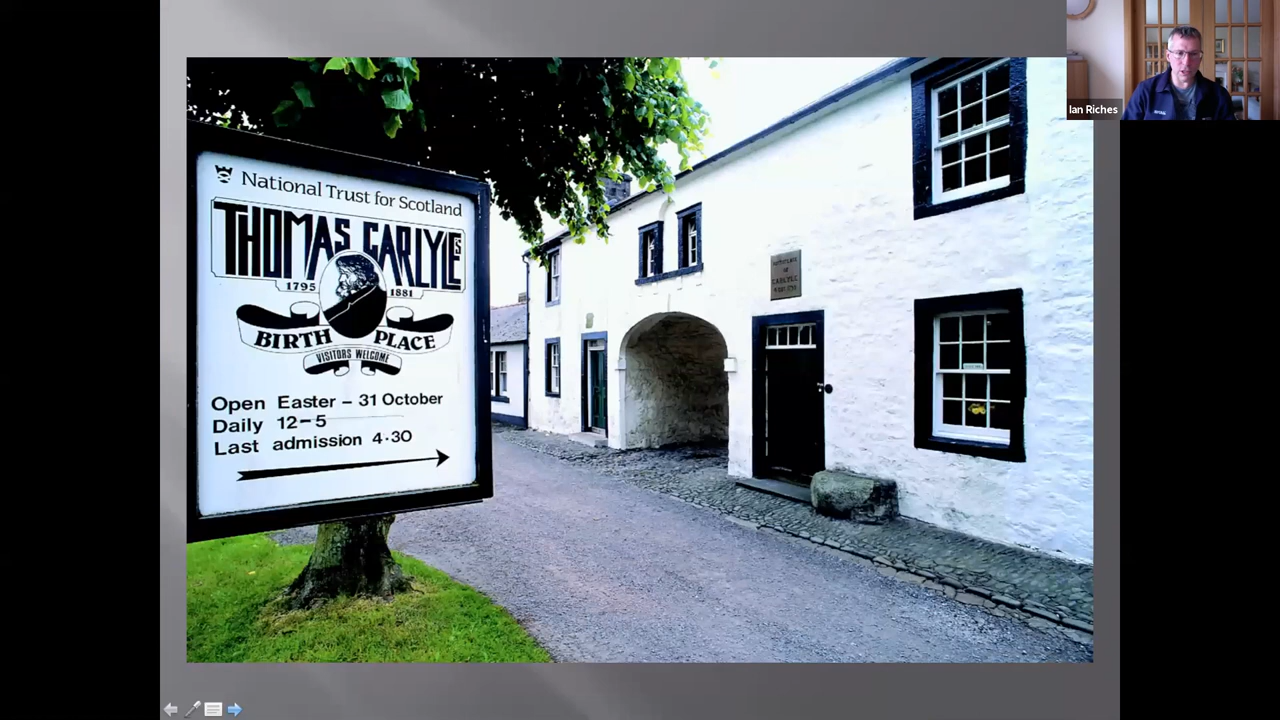 National Trust for Scotland
THOMAS CARLYLE'S
1795 1881
BIRTH PLACE
VISITORS WELCOME
Open Easter – 31 October
Daily 12–5
Last admission 4·30
CARLYLE
Ian Riches